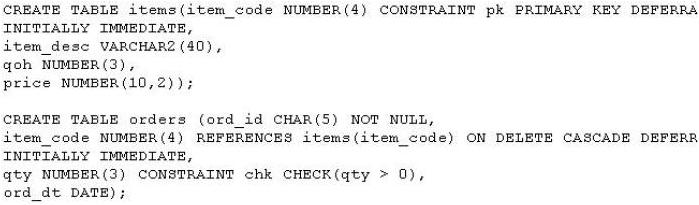 CREATE TABLE items(item_code NUMBER(4) CONSTRAINT pk PRIMARY KEY DEFERRA
INITIALLY IMMEDIATE,
item_desc VARCHAR2(40),
qoh NUMBER(3),
price NUMBER(10,2));
CREATE TABLE orders (ord_id CHAR(5) NOT NULL,
item_code NUMBER(4) REFERENCES items(item_code) ON DELETE CASCADE DEFERR
INITIALLY IMMEDIATE,
qty NUMBER(3) CONSTRAINT chk CHECK(qty > 0),
ord_dt DATE);